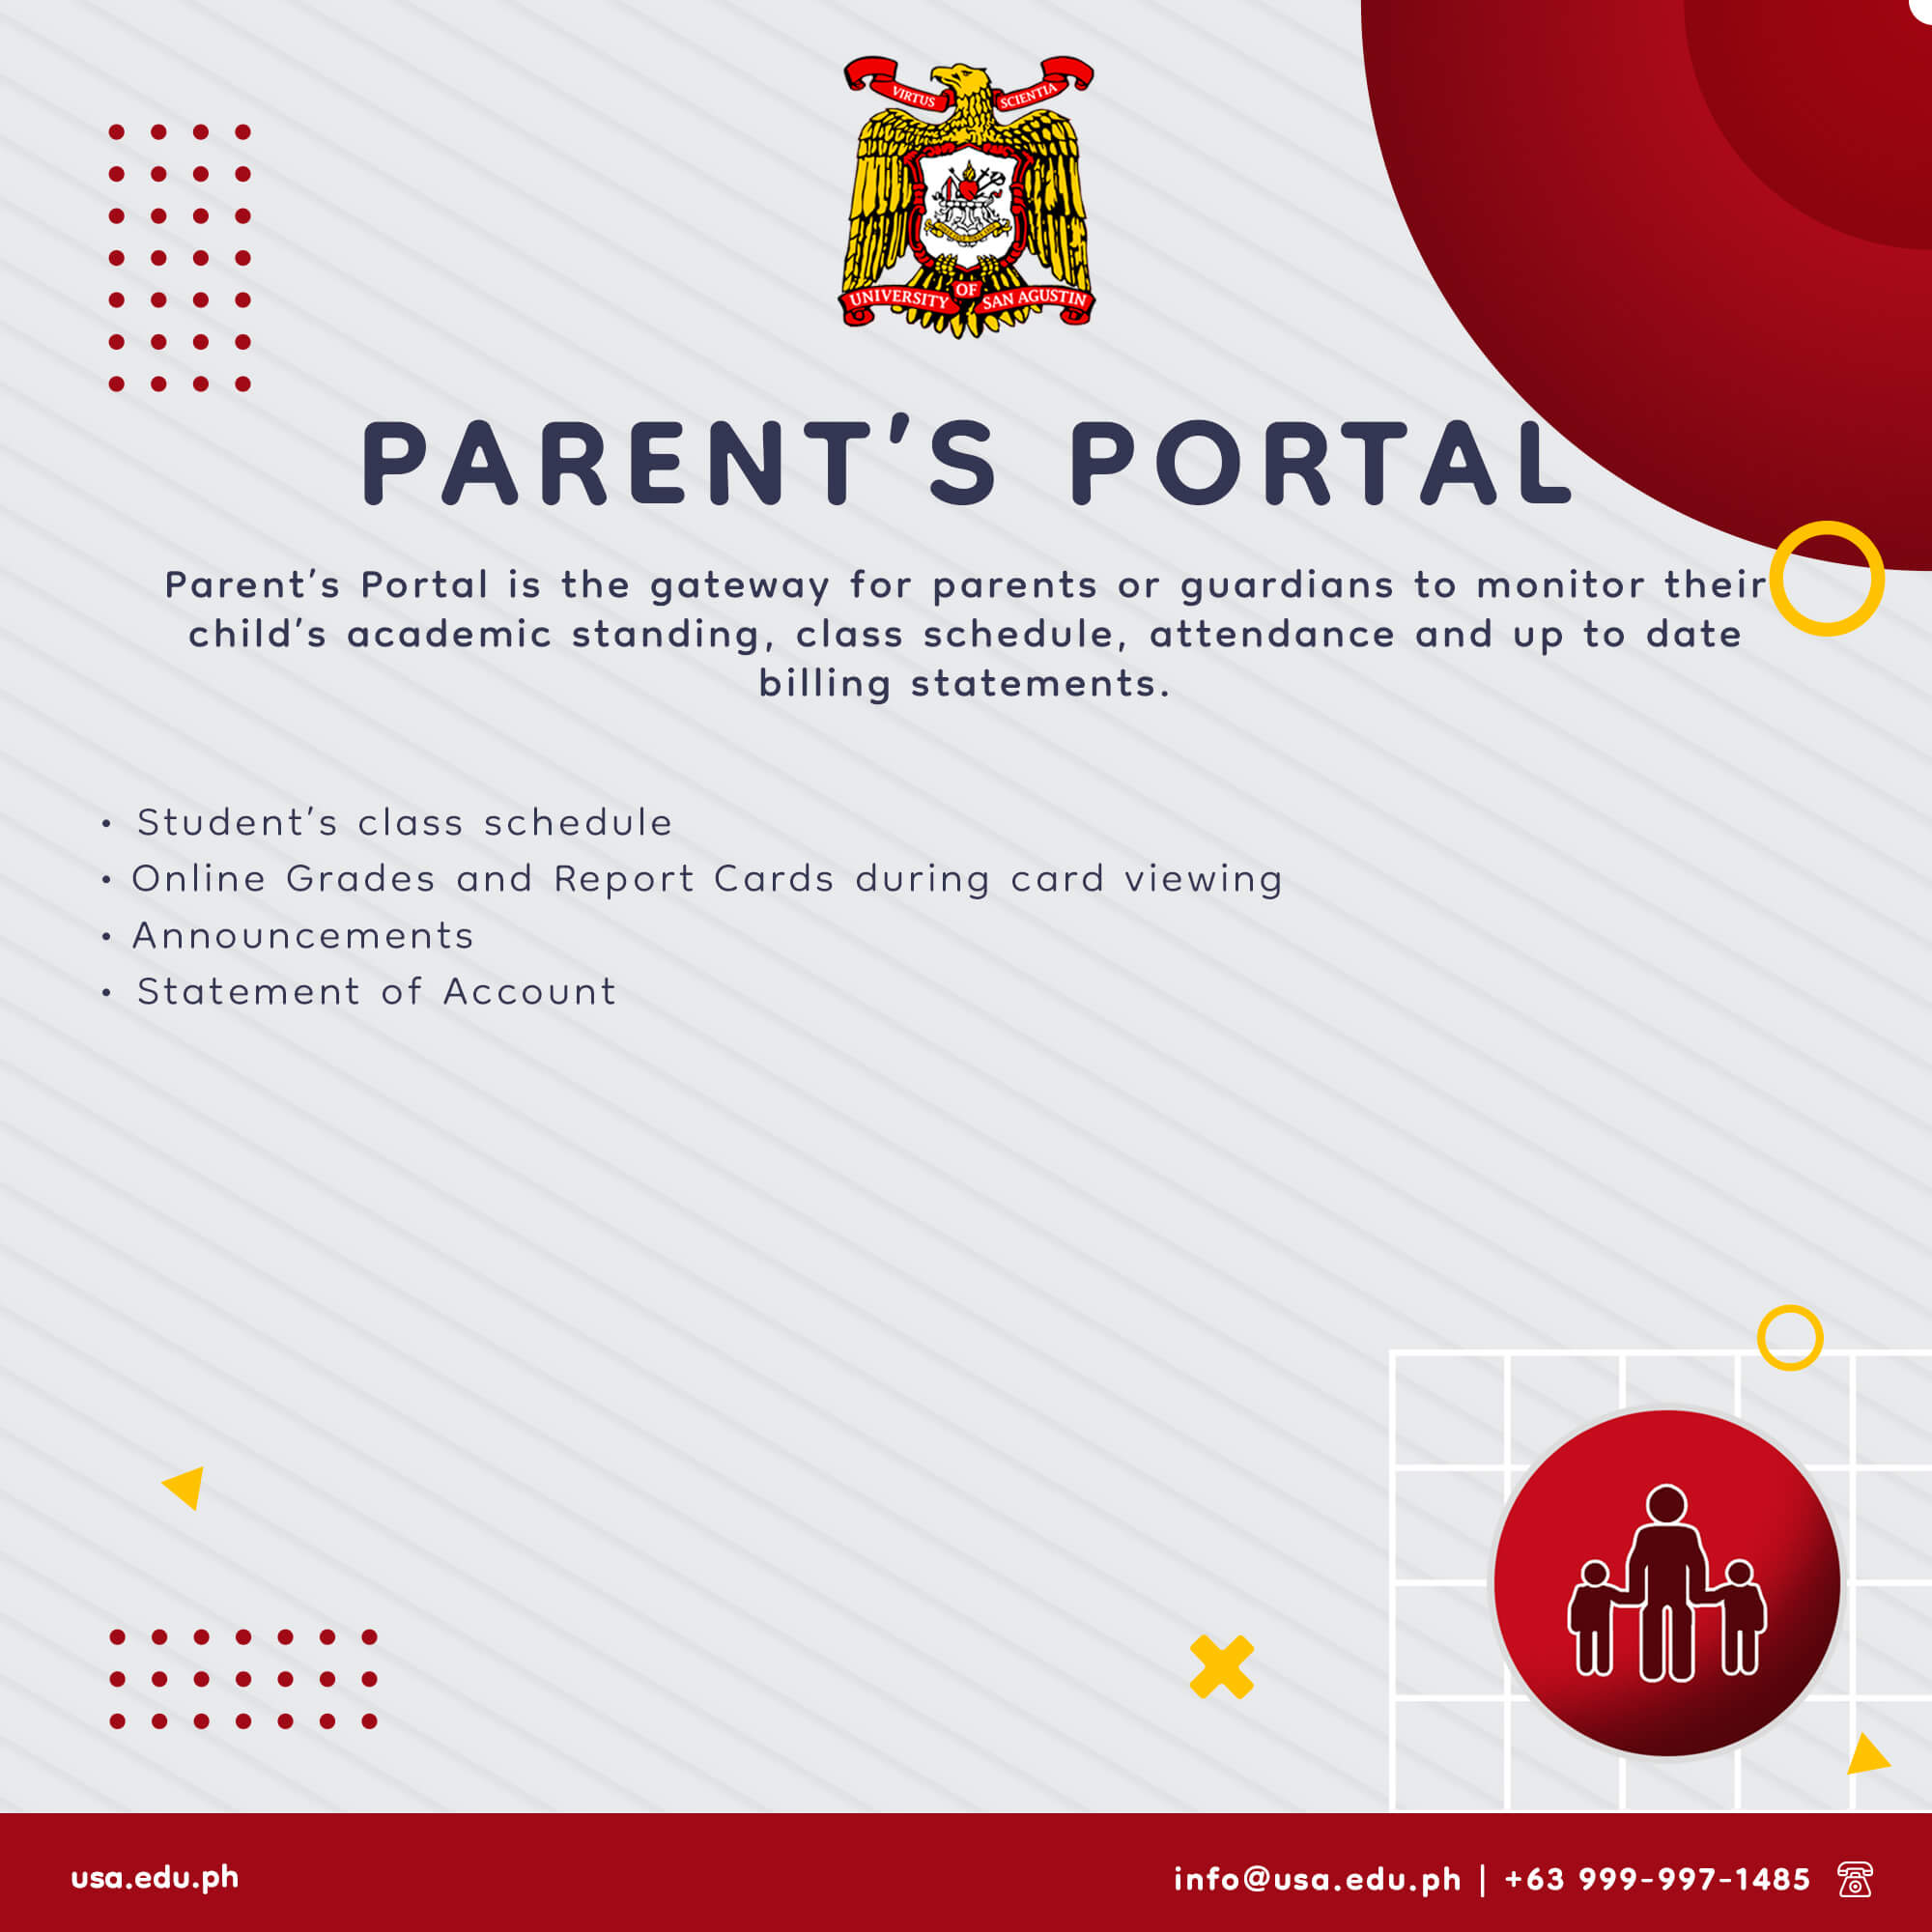 VIRTUS SCIENTIA
UNIVERSITY OF SAN AGUSTIN
PARENT'S PORTAL
Parent's Portal is the gateway for parents or guardians to monitor their
child's academic standing, class schedule, attendance and up to date
billing statements.
• Student's class schedule
• Online Grades and Report Cards during card viewing
• Announcements
• Statement of Account
usa.edu.ph
info@usa.edu.ph | +63 999-997-1485